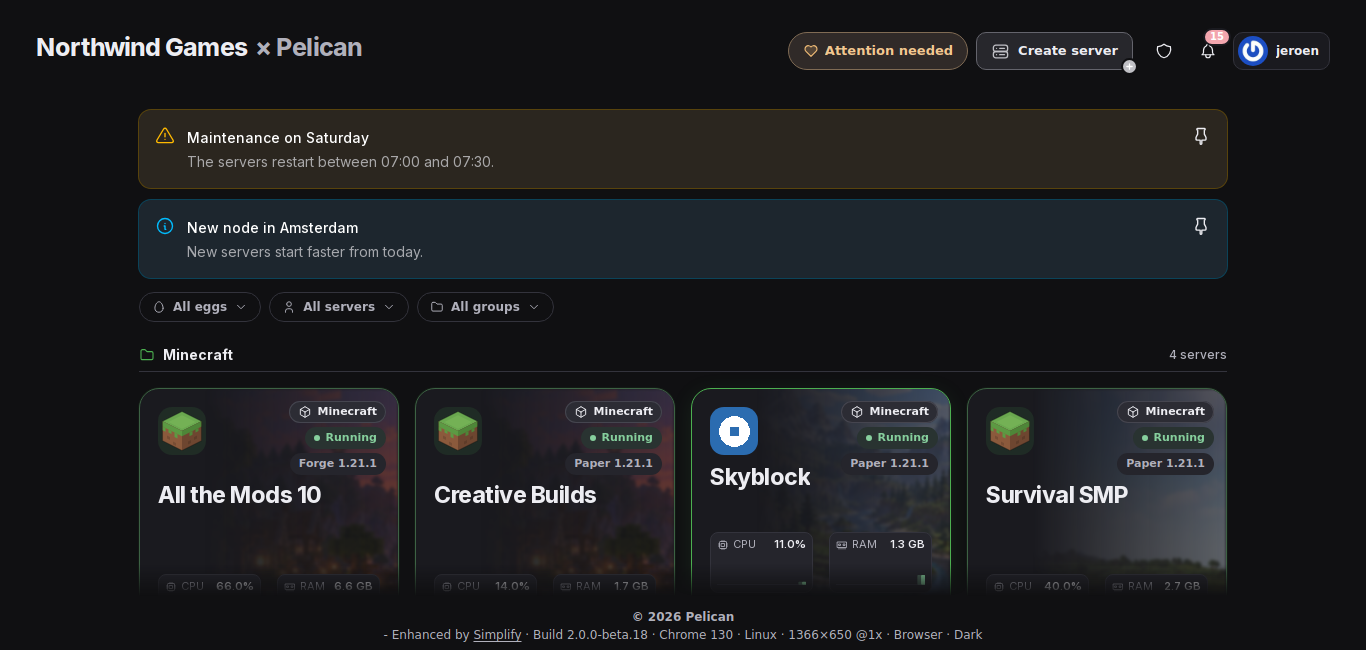 Northwind Games × Pelican
Attention needed
Create server
15
jeroen
Maintenance on Saturday
The servers restart between 07:00 and 07:30.
New node in Amsterdam
New servers start faster from today.
All eggs
All servers
All groups
Minecraft
4 servers
Minecraft
Running
Forge 1.21.1
All the Mods 10
CPU 66.0%
RAM 6.6 GB
Minecraft
Running
Paper 1.21.1
Creative Builds
CPU 14.0%
RAM 1.7 GB
Minecraft
Running
Paper 1.21.1
Skyblock
CPU 11.0%
RAM 1.3 GB
Minecraft
Running
Paper 1.21.1
Survival SMP
CPU 40.0%
RAM 2.7 GB
© 2026 Pelican
- Enhanced by Simplify · Build 2.0.0-beta.18 · Chrome 130 · Linux · 1366×650 @1x · Browser · Dark